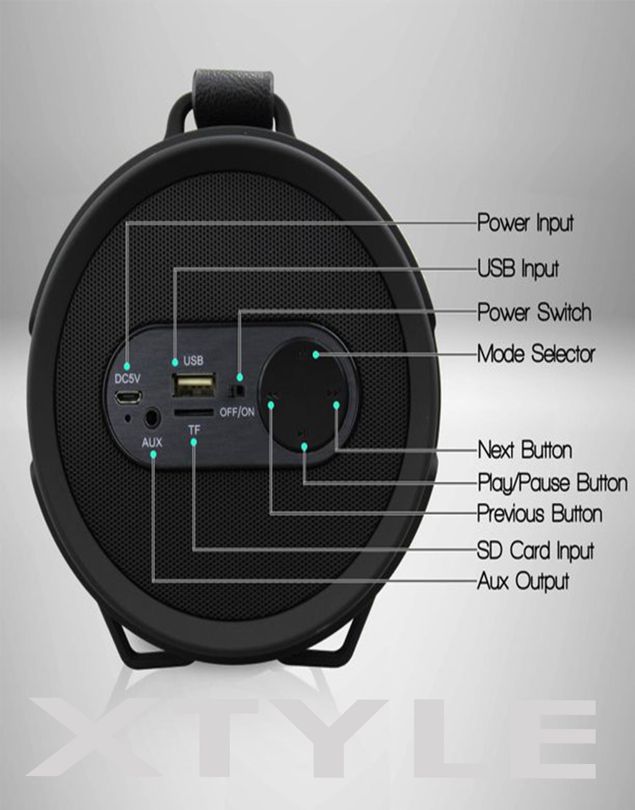 Power Input
USB Input
Power Switch
Mode Selector
USB
DC5V
OFF/ON
TF
AUX
Next Button
Play/Pause Button
Previous Button
SD Card Input
Aux Output
XTYLE